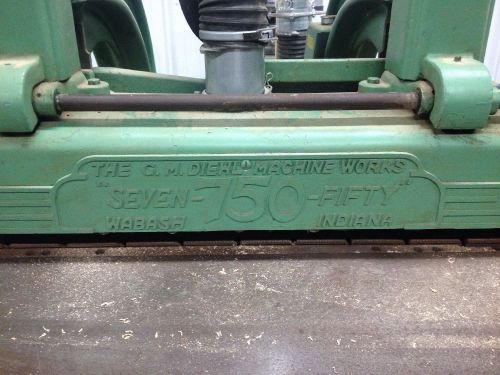 THE G. M. DIEHL MACHINE WORKS
"SEVEN-750-FIFTY"
WABASH INDIANA